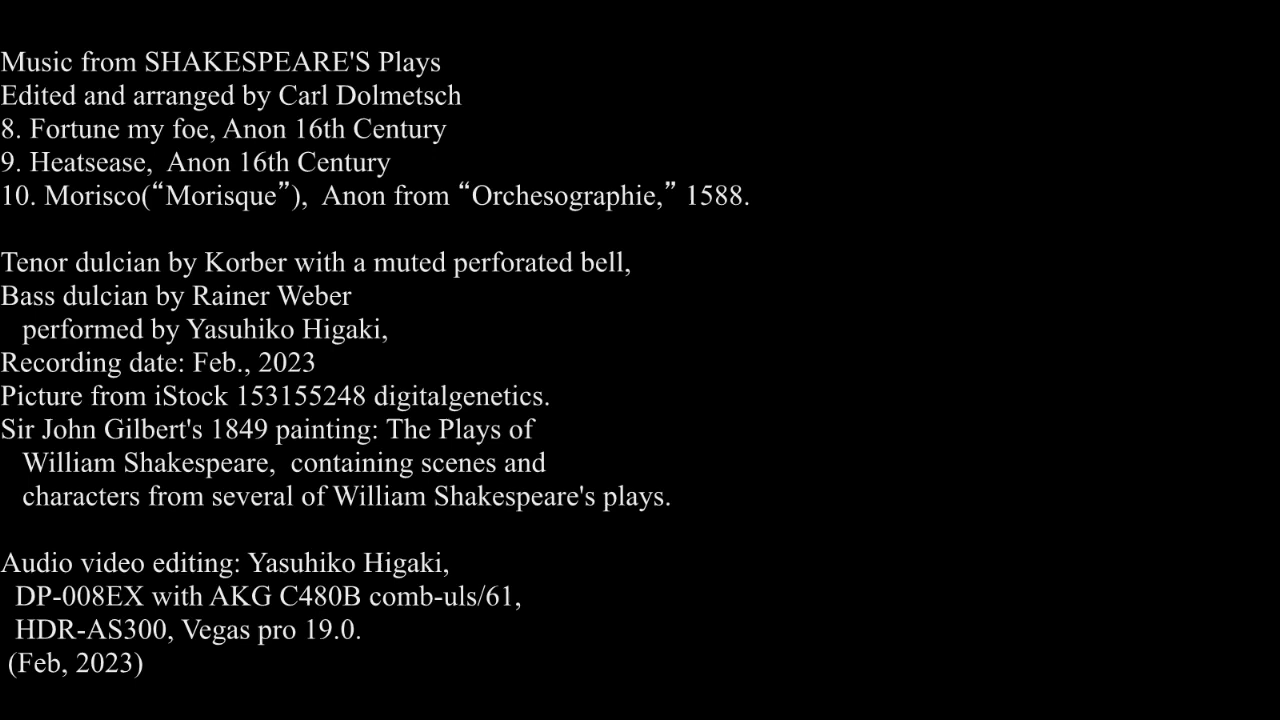 Music from SHAKESPEARE'S Plays
Edited and arranged by Carl Dolmetsch
8. Fortune my foe, Anon 16th Century
9. Heatsease,  Anon 16th Century
10. Morisco(“Morisque”),  Anon from “Orchesographie,” 1588.
Tenor dulcian by Korber with a muted perforated bell,
Bass dulcian by Rainer Weber
performed by Yasuhiko Higaki,
Recording date: Feb., 2023
Picture from iStock 153155248 digitalgenetics.
Sir John Gilbert's 1849 painting: The Plays of
William Shakespeare,  containing scenes and
characters from several of William Shakespeare's plays.
Audio video editing: Yasuhiko Higaki,
DP-008EX with AKG C480B comb-uls/61,
HDR-AS300, Vegas pro 19.0.
(Feb, 2023)